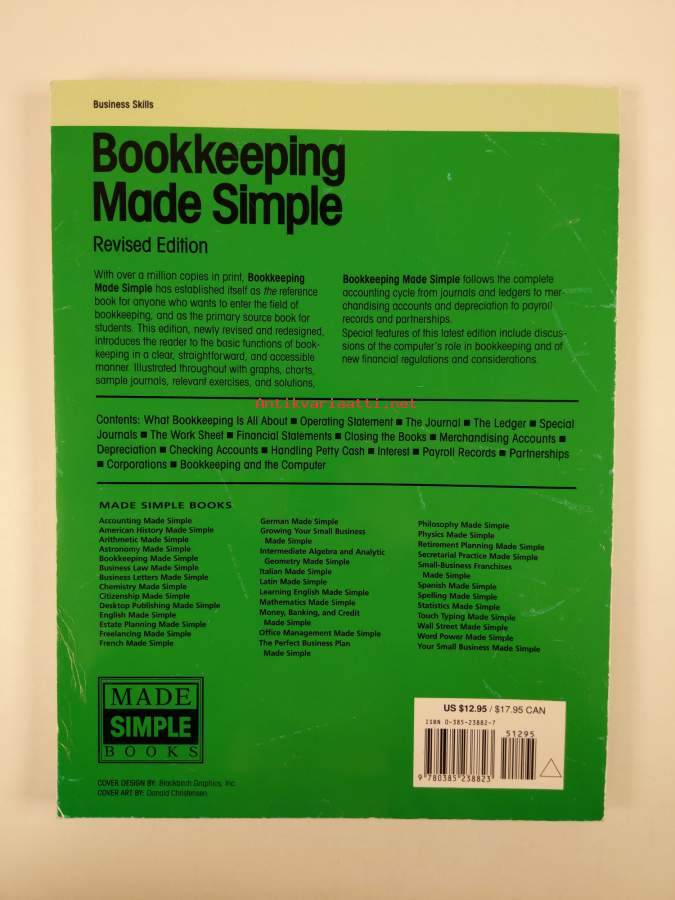 Business Skills
Bookkeeping
Made Simple
Revised Edition
With over a million copies in print, Bookkeeping
Made Simple has established itself as the reference
book for anyone who wants to enter the field of
bookkeeping, and as the primary source book for
students. This edition, newly revised and redesigned,
introduces the reader to the basic functions of book-
keeping in a clear, straightforward, and accessible
manner. Illustrated throughout with graphs, charts,
sample journals, relevant exercises, and solutions,
Bookkeeping Made Simple follows the complete
accounting cycle from journals and ledgers to mer-
chandising accounts and depreciation to payroll
records and partnerships.
Special features of this latest edition include discus-
sions of the computer's role in bookkeeping and of
new financial regulations and considerations.
Antikvariaatti.net
Contents: What Bookkeeping Is All About ■ Operating Statement ■ The Journal ■ The Ledger ■ Special
Journals ■ The Work Sheet ■ Financial Statements ■ Closing the Books ■ Merchandising Accounts ■
Depreciation ■ Checking Accounts ■ Handling Petty Cash ■ Interest ■ Payroll Records ■ Partnerships
■ Corporations ■ Bookkeeping and the Computer
MADE SIMPLE BOOKS
Accounting Made Simple
American History Made Simple
Arithmetic Made Simple
Astronomy Made Simple
Bookkeeping Made Simple
Business Law Made Simple
Business Letters Made Simple
Chemistry Made Simple
Citizenship Made Simple
Desktop Publishing Made Simple
English Made Simple
Estate Planning Made Simple
Freelancing Made Simple
French Made Simple
German Made Simple
Growing Your Small Business
Made Simple
Intermediate Algebra and Analytic
Geometry Made Simple
Italian Made Simple
Latin Made Simple
Learning English Made Simple
Mathematics Made Simple
Money, Banking, and Credit
Made Simple
Office Management Made Simple
The Perfect Business Plan
Made Simple
Philosophy Made Simple
Physics Made Simple
Retirement Planning Made Simple
Secretarial Practice Made Simple
Small-Business Franchises
Made Simple
Spanish Made Simple
Spelling Made Simple
Statistics Made Simple
Touch Typing Made Simple
Wall Street Made Simple
Word Power Made Simple
Your Small Business Made Simple
MADE
SIMPLE
BOOKS
COVER DESIGN BY: Blackbirch Graphics, Inc.
COVER ART BY: Donald Christensen
US $12.95 / $17.95 CAN
ISBN 0-385-23882-7
51295
9 780385 238823